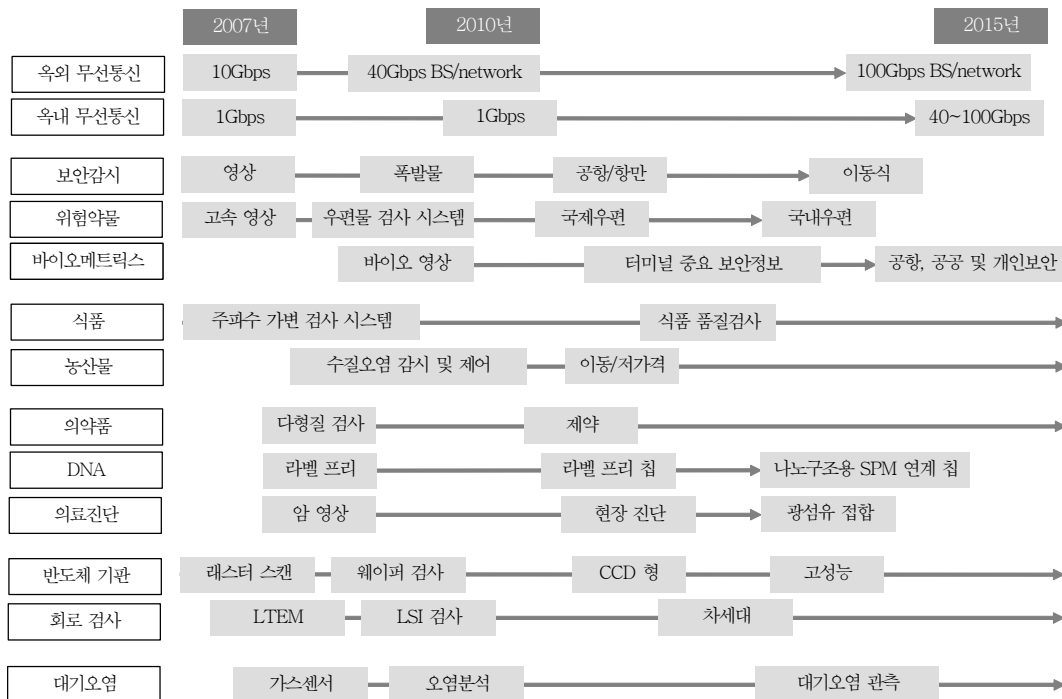 2007년 2010년 2015년
옥외 무선통신 10Gbps 40Gbps BS/network 100Gbps BS/network
옥내 무선통신 1Gbps 1Gbps 40~100Gbps
보안감시 영상 폭발물 공항/항만 이동식
위험약물 고속 영상 우편물 검사 시스템 국제우편 국내우편
바이오메트릭스 바이오 영상 터미널 중요 보안정보 공항, 공공 및 개인보안
식품 주파수 가변 검사 시스템 식품 품질검사
농산물 수질오염 감시 및 제어 이동/저가격
의약품 다형질 검사 제약
DNA 라벨 프리 라벨 프리 칩 나노구조용 SPM 연계 칩
의료진단 암 영상 현장 진단 광섬유 접합
반도체 기판 래스터 스캔 웨이퍼 검사 CCD 형 고성능
회로 검사 LTEM LSI 검사 차세대
대기오염 가스센서 오염분석 대기오염 관측